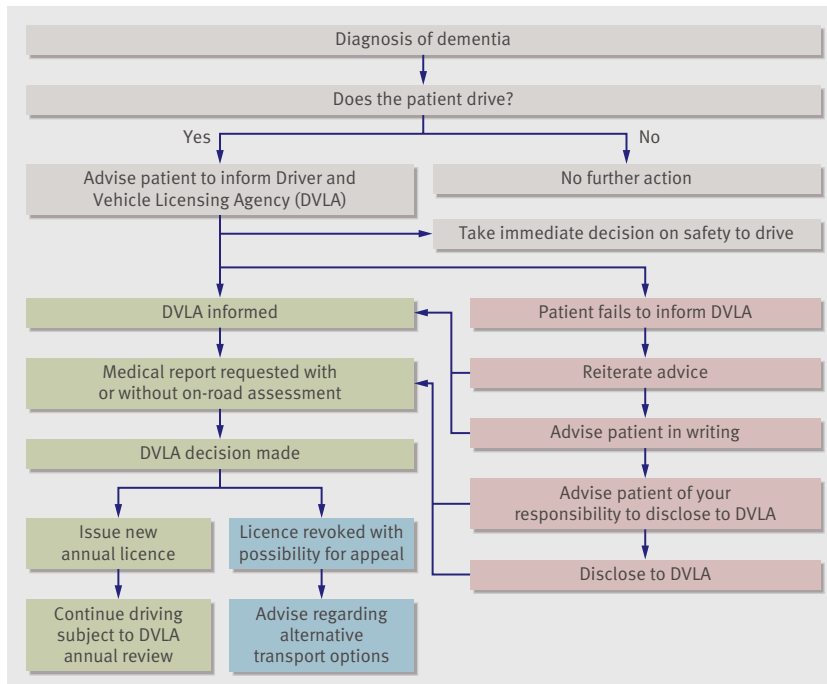 Diagnosis of dementia
Does the patient drive?
Yes
No
Advise patient to inform Driver and
Vehicle Licensing Agency (DVLA)
No further action
Take immediate decision on safety to drive
DVLA informed
Patient fails to inform DVLA
Medical report requested with
or without on-road assessment
Reiterate advice
Advise patient in writing
DVLA decision made
Advise patient of your
responsibility to disclose to DVLA
Issue new
annual licence
Licence revoked with
possibility for appeal
Disclose to DVLA
Continue driving
subject to DVLA
annual review
Advise regarding
alternative
transport options